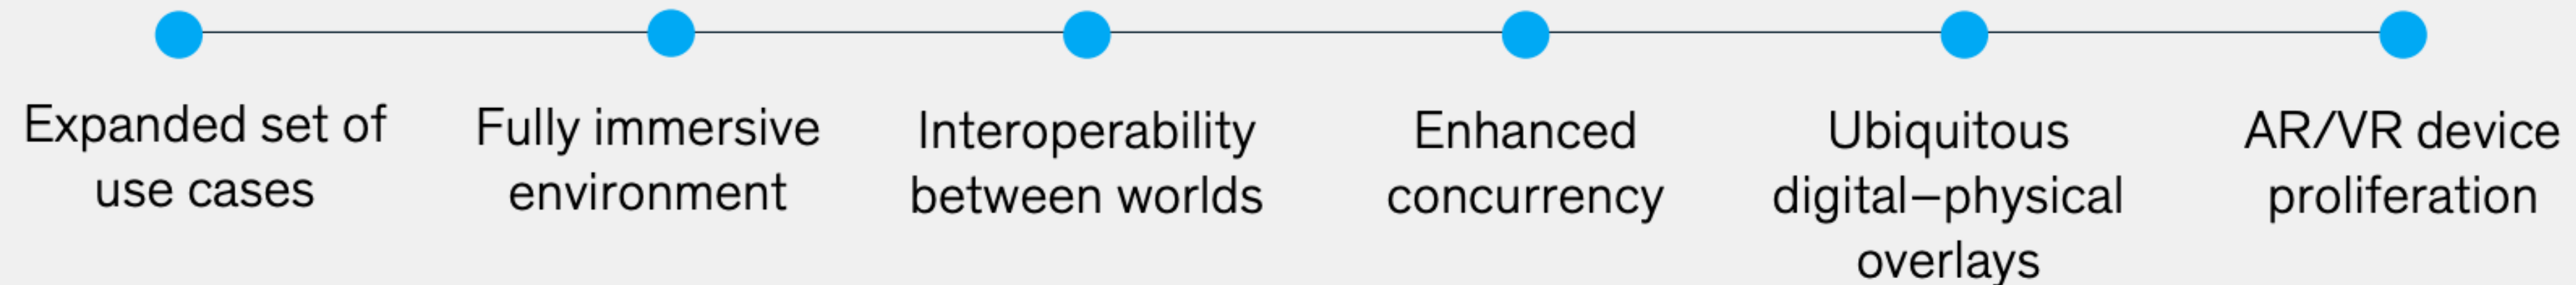 Expanded set of
use cases
Fully immersive
environment
Interoperability
between worlds
Enhanced
concurrency
Ubiquitous
digital–physical
overlays
AR/VR device
proliferation